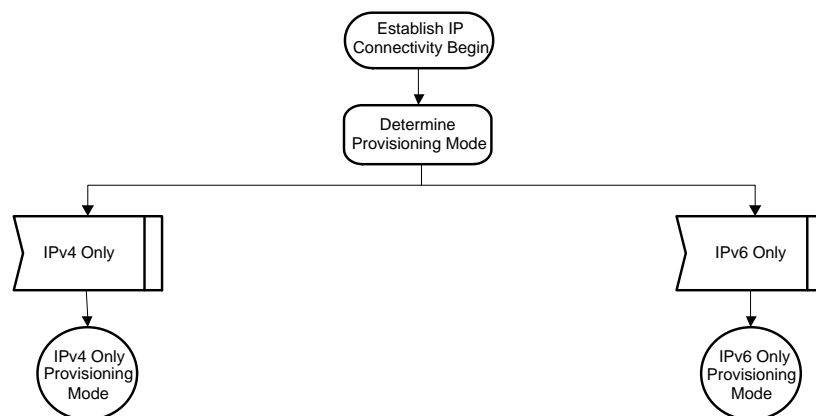 Establish IP
Connectivity Begin
Determine
Provisioning Mode
IPv4 Only
IPv6 Only
IPv4 Only
Provisioning
Mode
IPv6 Only
Provisioning
Mode